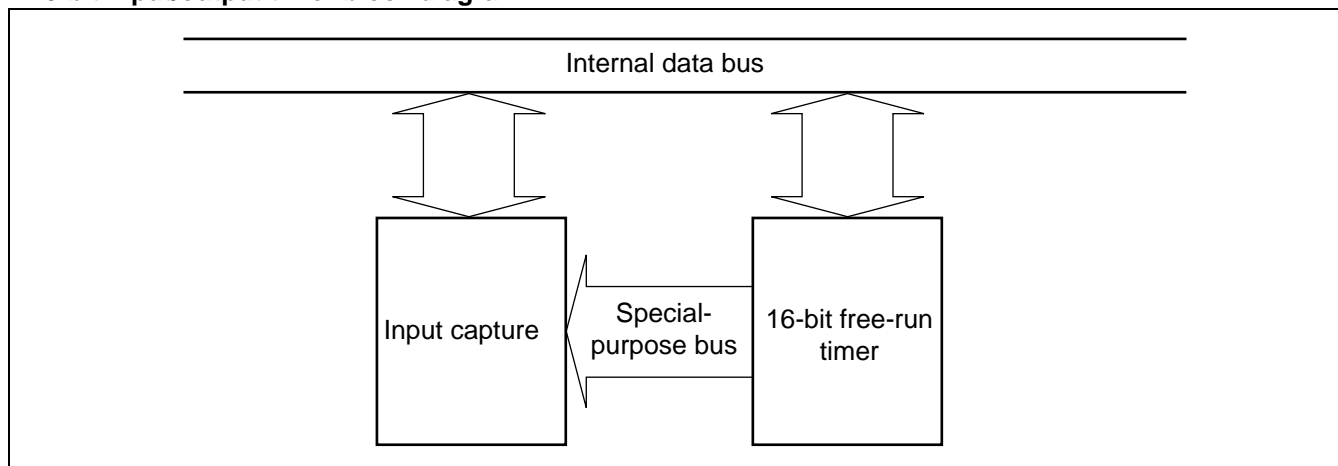 Internal data bus
Input capture
Special-
purpose bus
16-bit free-run
timer